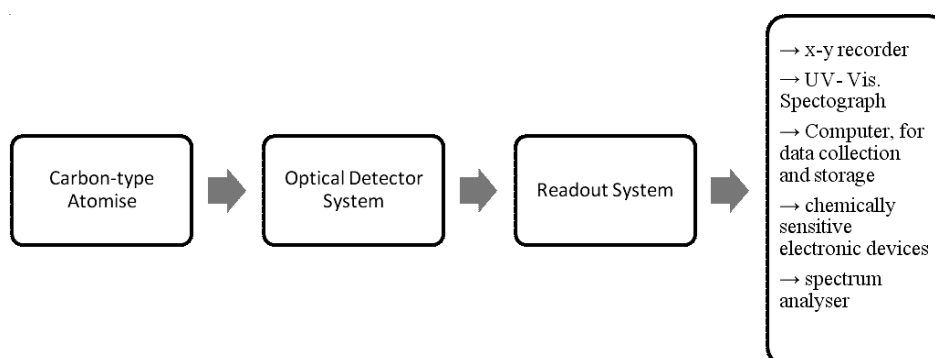 Carbon-type
Atomise
Optical Detector
System
Readout System
→ x-y recorder
→ UV- Vis.
Spectograph
→ Computer, for
data collection
and storage
→ chemically
sensitive
electronic devices
→ spectrum
analyser